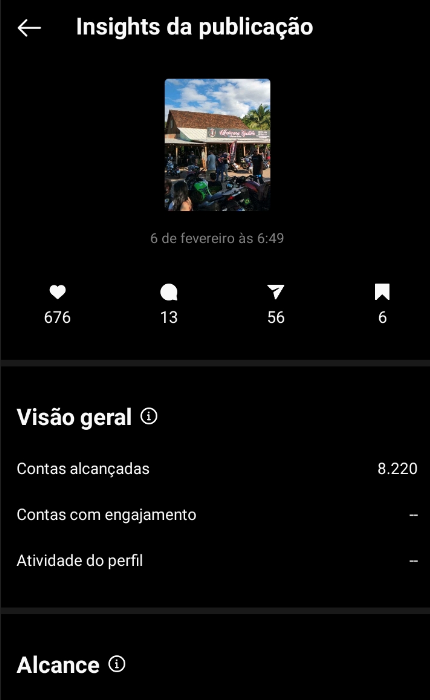 Insights da publicação
6 de fevereiro às 6:49
676 13 56 6
Visão geral
Contas alcançadas 8.220
Contas com engajamento --
Atividade do perfil --
Alcance